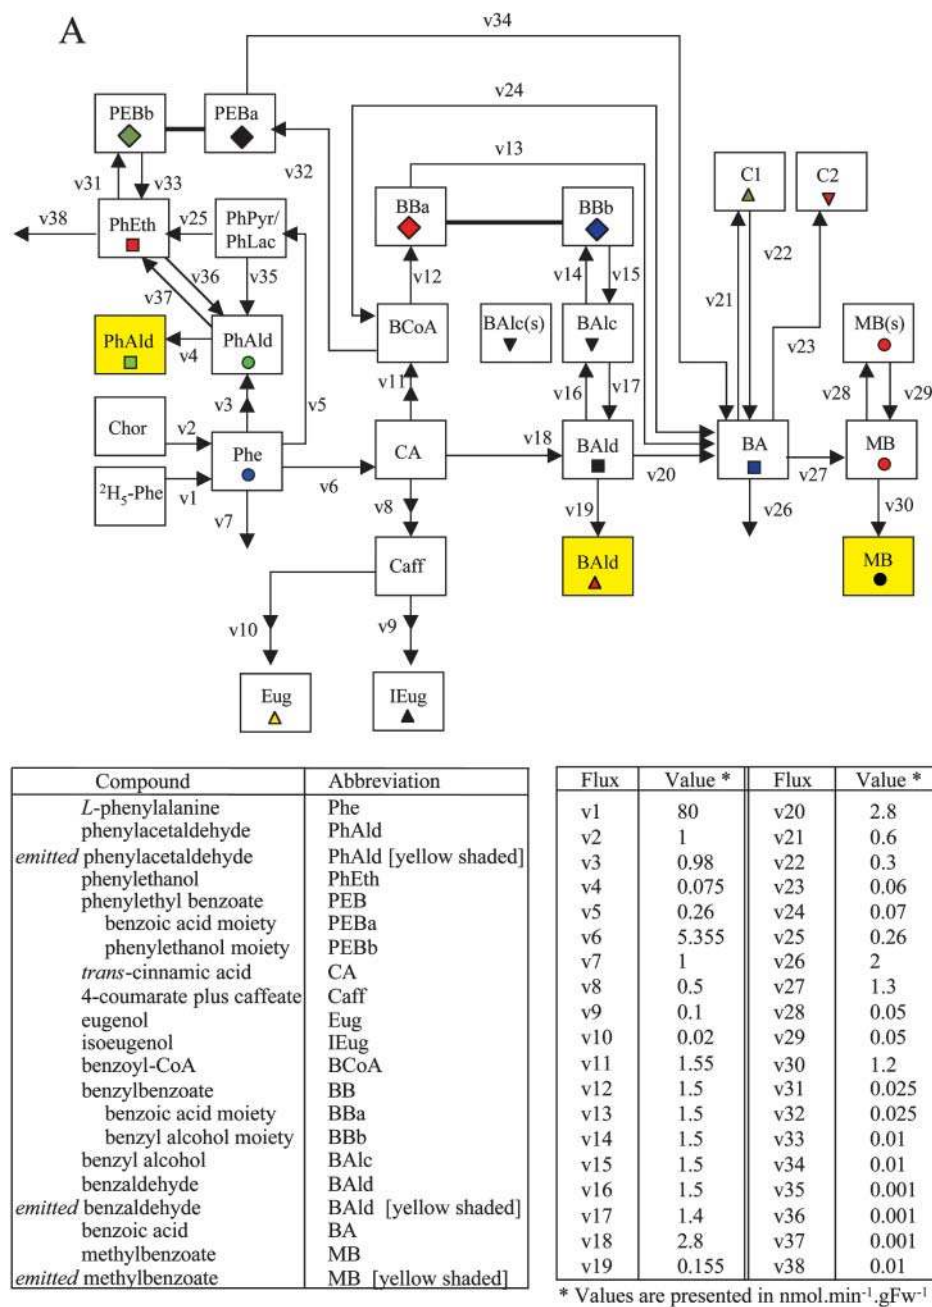 A
v34
PEBb
PEBa
v24
v13
v32
C1
C2
v31
v33
BBa
BBb
v38
PhEth
v25
PhPyr/
PhLac
v22
v36
v35
v12
v14
v15
v21
v37
BCoA
BAlc(s)
BAlc
v23
MB(s)
PhAld
v4
PhAld
v11
v16
v17
v28
v29
v3
v5
Chor
v2
Phe
CA
v18
BAld
BA
MB
v20
v27
²H₅-Phe
v1
v6
v7
v8
v19
v26
v30
Caff
BAld
MB
v10
v9
Eug
IEug
Compound Abbreviation
L-phenylalanine Phe
phenylacetaldehyde PhAld
emitted phenylacetaldehyde PhAld [yellow shaded]
phenylethanol PhEth
phenylethyl benzoate PEB
benzoic acid moiety PEBa
phenylethanol moiety PEBb
trans-cinnamic acid CA
4-coumarate plus caffeate Caff
eugenol Eug
isoeugenol IEug
benzoyl-CoA BCoA
benzylbenzoate BB
benzoic acid moiety BBa
benzyl alcohol moiety BBb
benzyl alcohol BAlc
benzaldehyde BAld
emitted benzaldehyde BAld [yellow shaded]
benzoic acid BA
methylbenzoate MB
emitted methylbenzoate MB [yellow shaded]
Flux Value * Flux Value *
v1 80 v20 2.8
v2 1 v21 0.6
v3 0.98 v22 0.3
v4 0.075 v23 0.06
v5 0.26 v24 0.07
v6 5.355 v25 0.26
v7 1 v26 2
v8 0.5 v27 1.3
v9 0.1 v28 0.05
v10 0.02 v29 0.05
v11 1.55 v30 1.2
v12 1.5 v31 0.025
v13 1.5 v32 0.025
v14 1.5 v33 0.01
v15 1.5 v34 0.01
v16 1.5 v35 0.001
v17 1.4 v36 0.001
v18 2.8 v37 0.001
v19 0.155 v38 0.01
* Values are presented in nmol.min⁻¹.gFw⁻¹